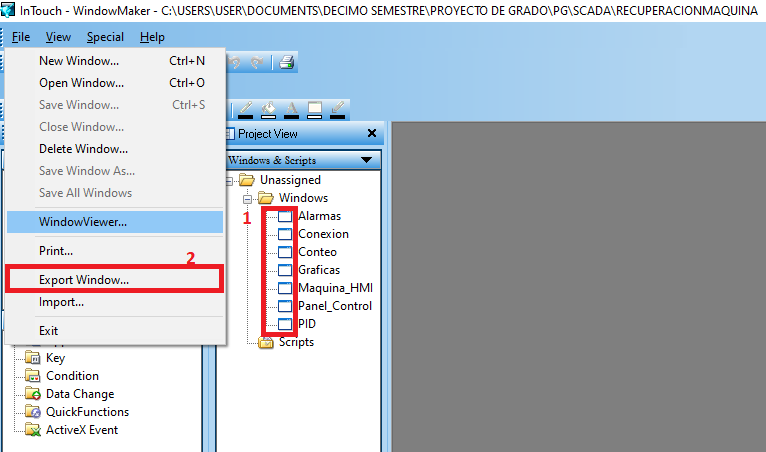 InTouch - WindowMaker - C:\USERS\USER\DOCUMENTS\DECIMO SEMESTRE\PROYECTO DE GRADO\PG\SCADA\RECUPERACIONMAQUINA
File View Special Help
New Window... Ctrl+N
Open Window... Ctrl+O
Save Window... Ctrl+S
Close Window...
Delete Window...
Save Window As...
Save All Windows
WindowViewer...
Print...
2
Export Window...
Import...
Exit
Key
Condition
Data Change
QuickFunctions
ActiveX Event
Project View
Windows & Scripts
Unassigned
Windows
1
Alarmas
Conexion
Conteo
Graficas
Maquina_HMI
Panel_Control
PID
Scripts